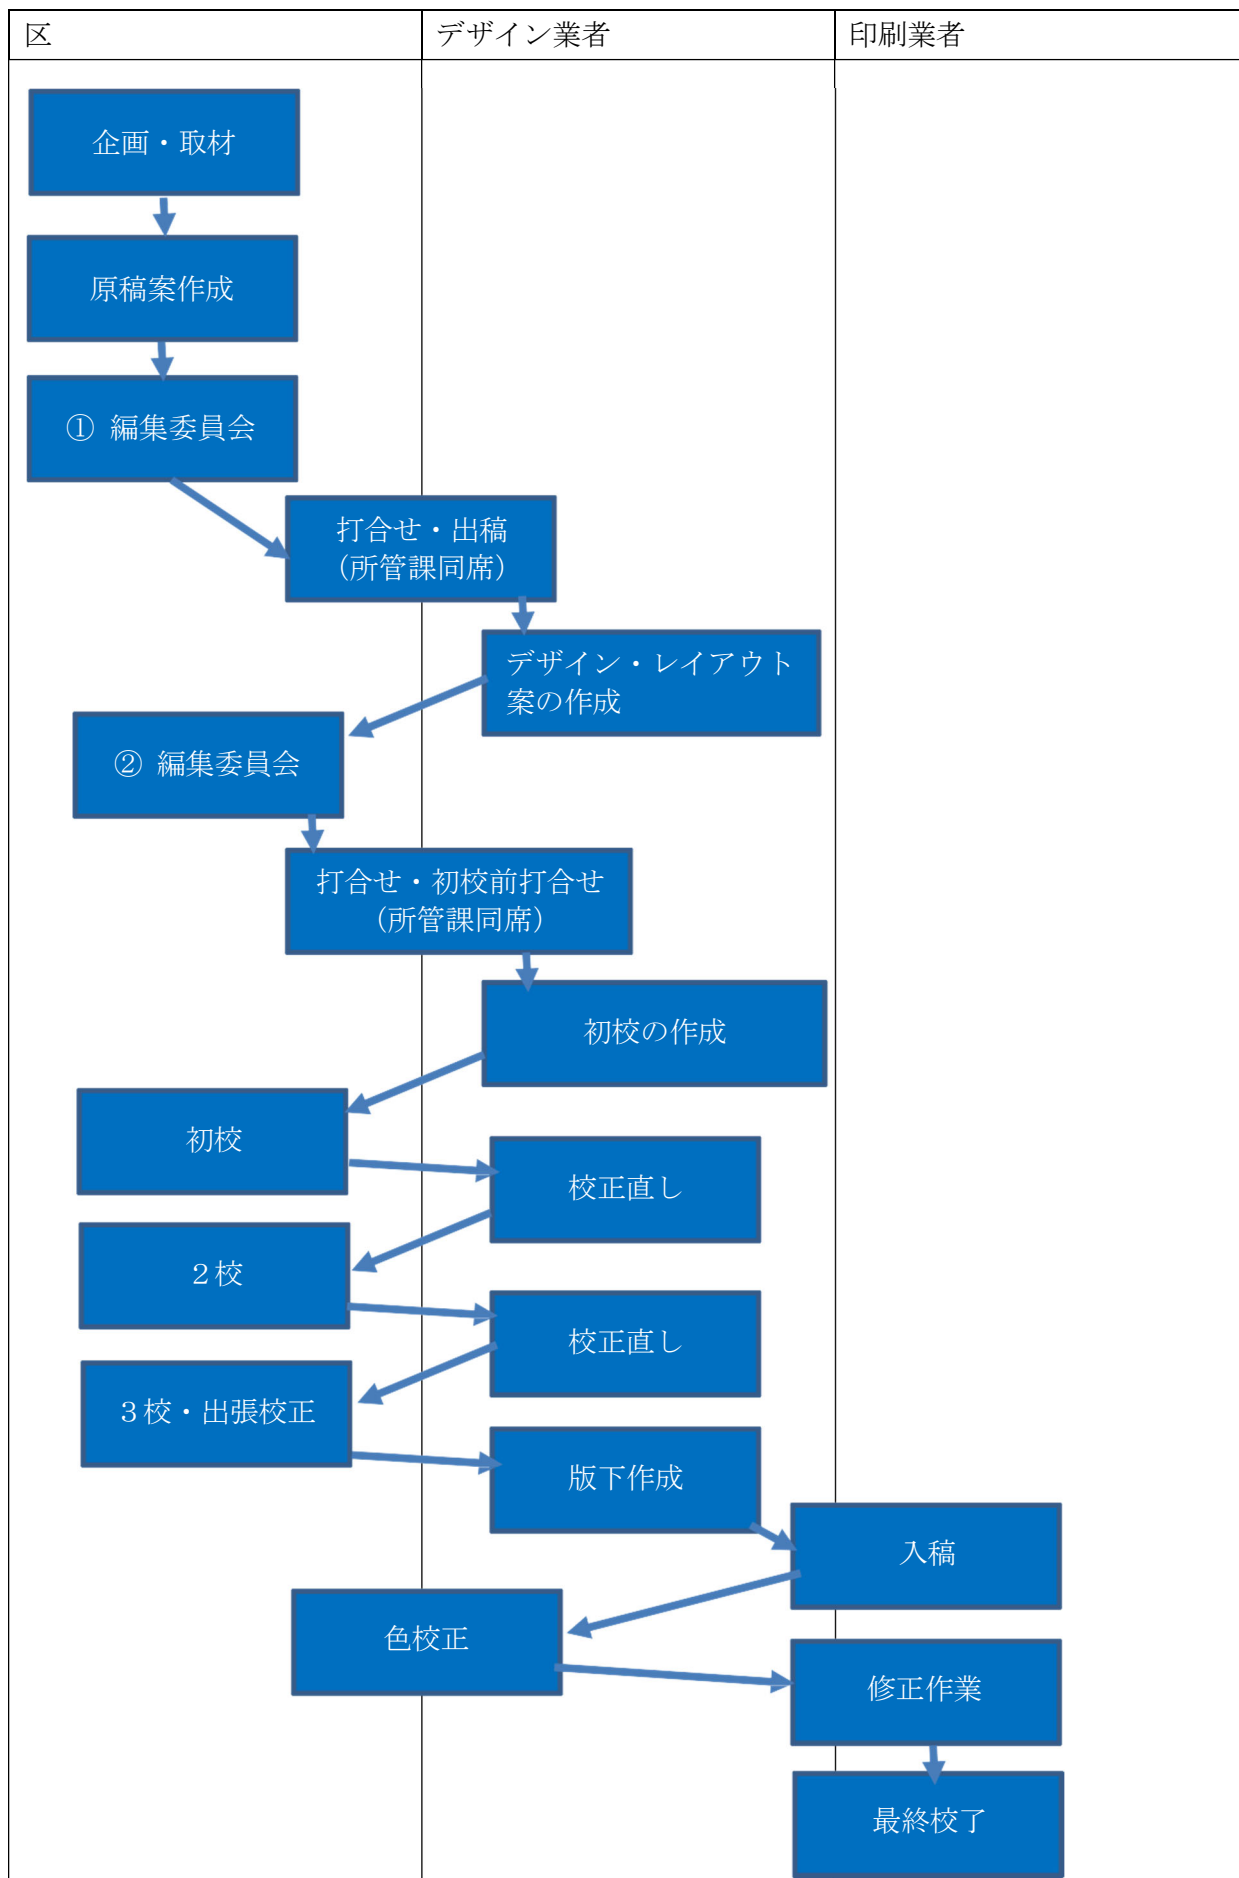 区
デザイン業者
印刷業者
企画・取材
原稿案作成
① 編集委員会
打合せ・出稿
（所管課同席）
デザイン・レイアウト
案の作成
② 編集委員会
打合せ・初校前打合せ
（所管課同席）
初校の作成
初校
校正直し
２校
校正直し
３校・出張校正
版下作成
入稿
色校正
修正作業
最終校了